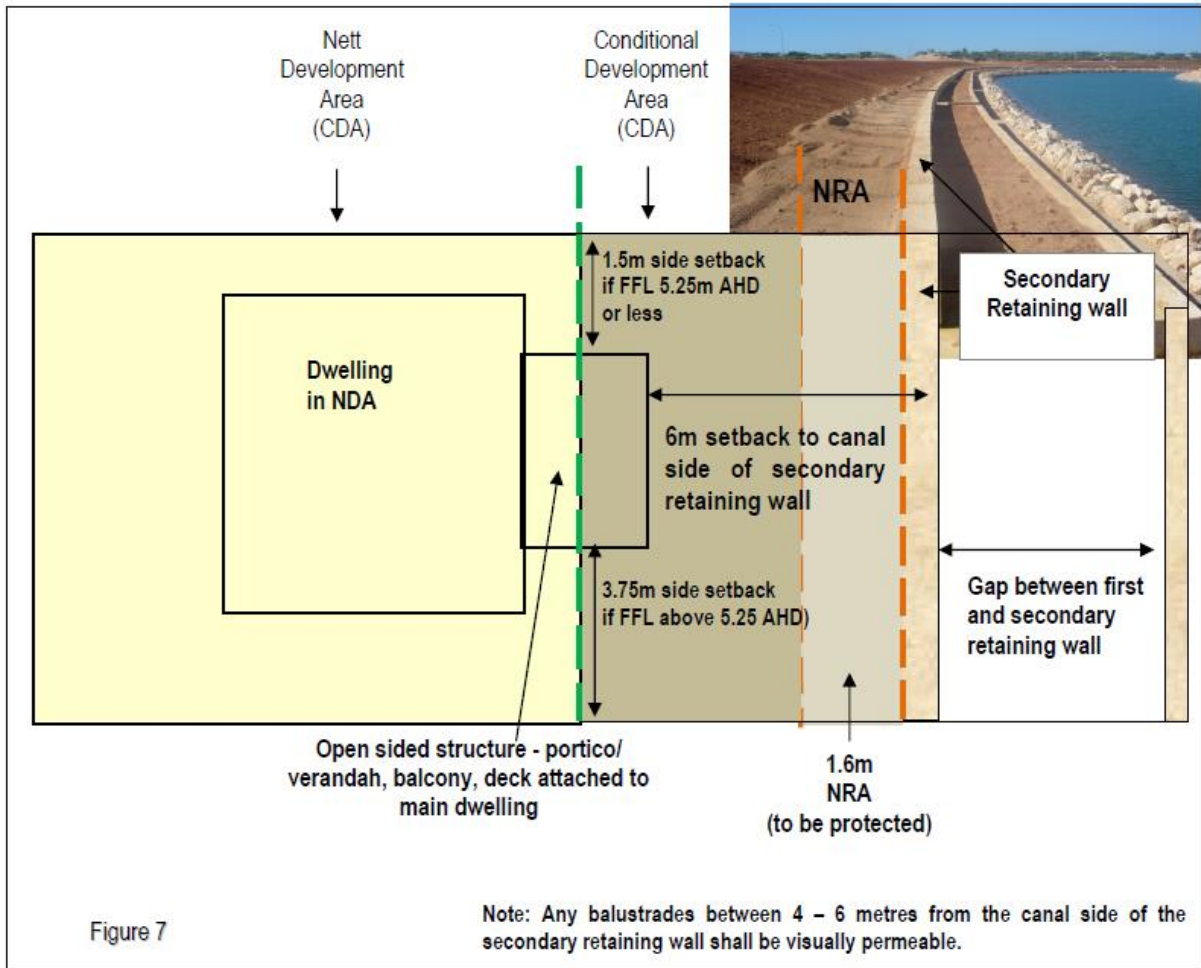 Nett
Development
Area
(CDA)
Conditional
Development
Area
(CDA)
NRA
1.5m side setback
if FFL 5.25m AHD
or less
Secondary
Retaining wall
Dwelling
in NDA
6m setback to canal
side of secondary
retaining wall
3.75m side setback
if FFL above 5.25 AHD)
Gap between first
and secondary
retaining wall
Open sided structure - portico/
verandah, balcony, deck attached to
main dwelling
1.6m
NRA
(to be protected)
Figure 7
Note: Any balustrades between 4 – 6 metres from the canal side of the
secondary retaining wall shall be visually permeable.